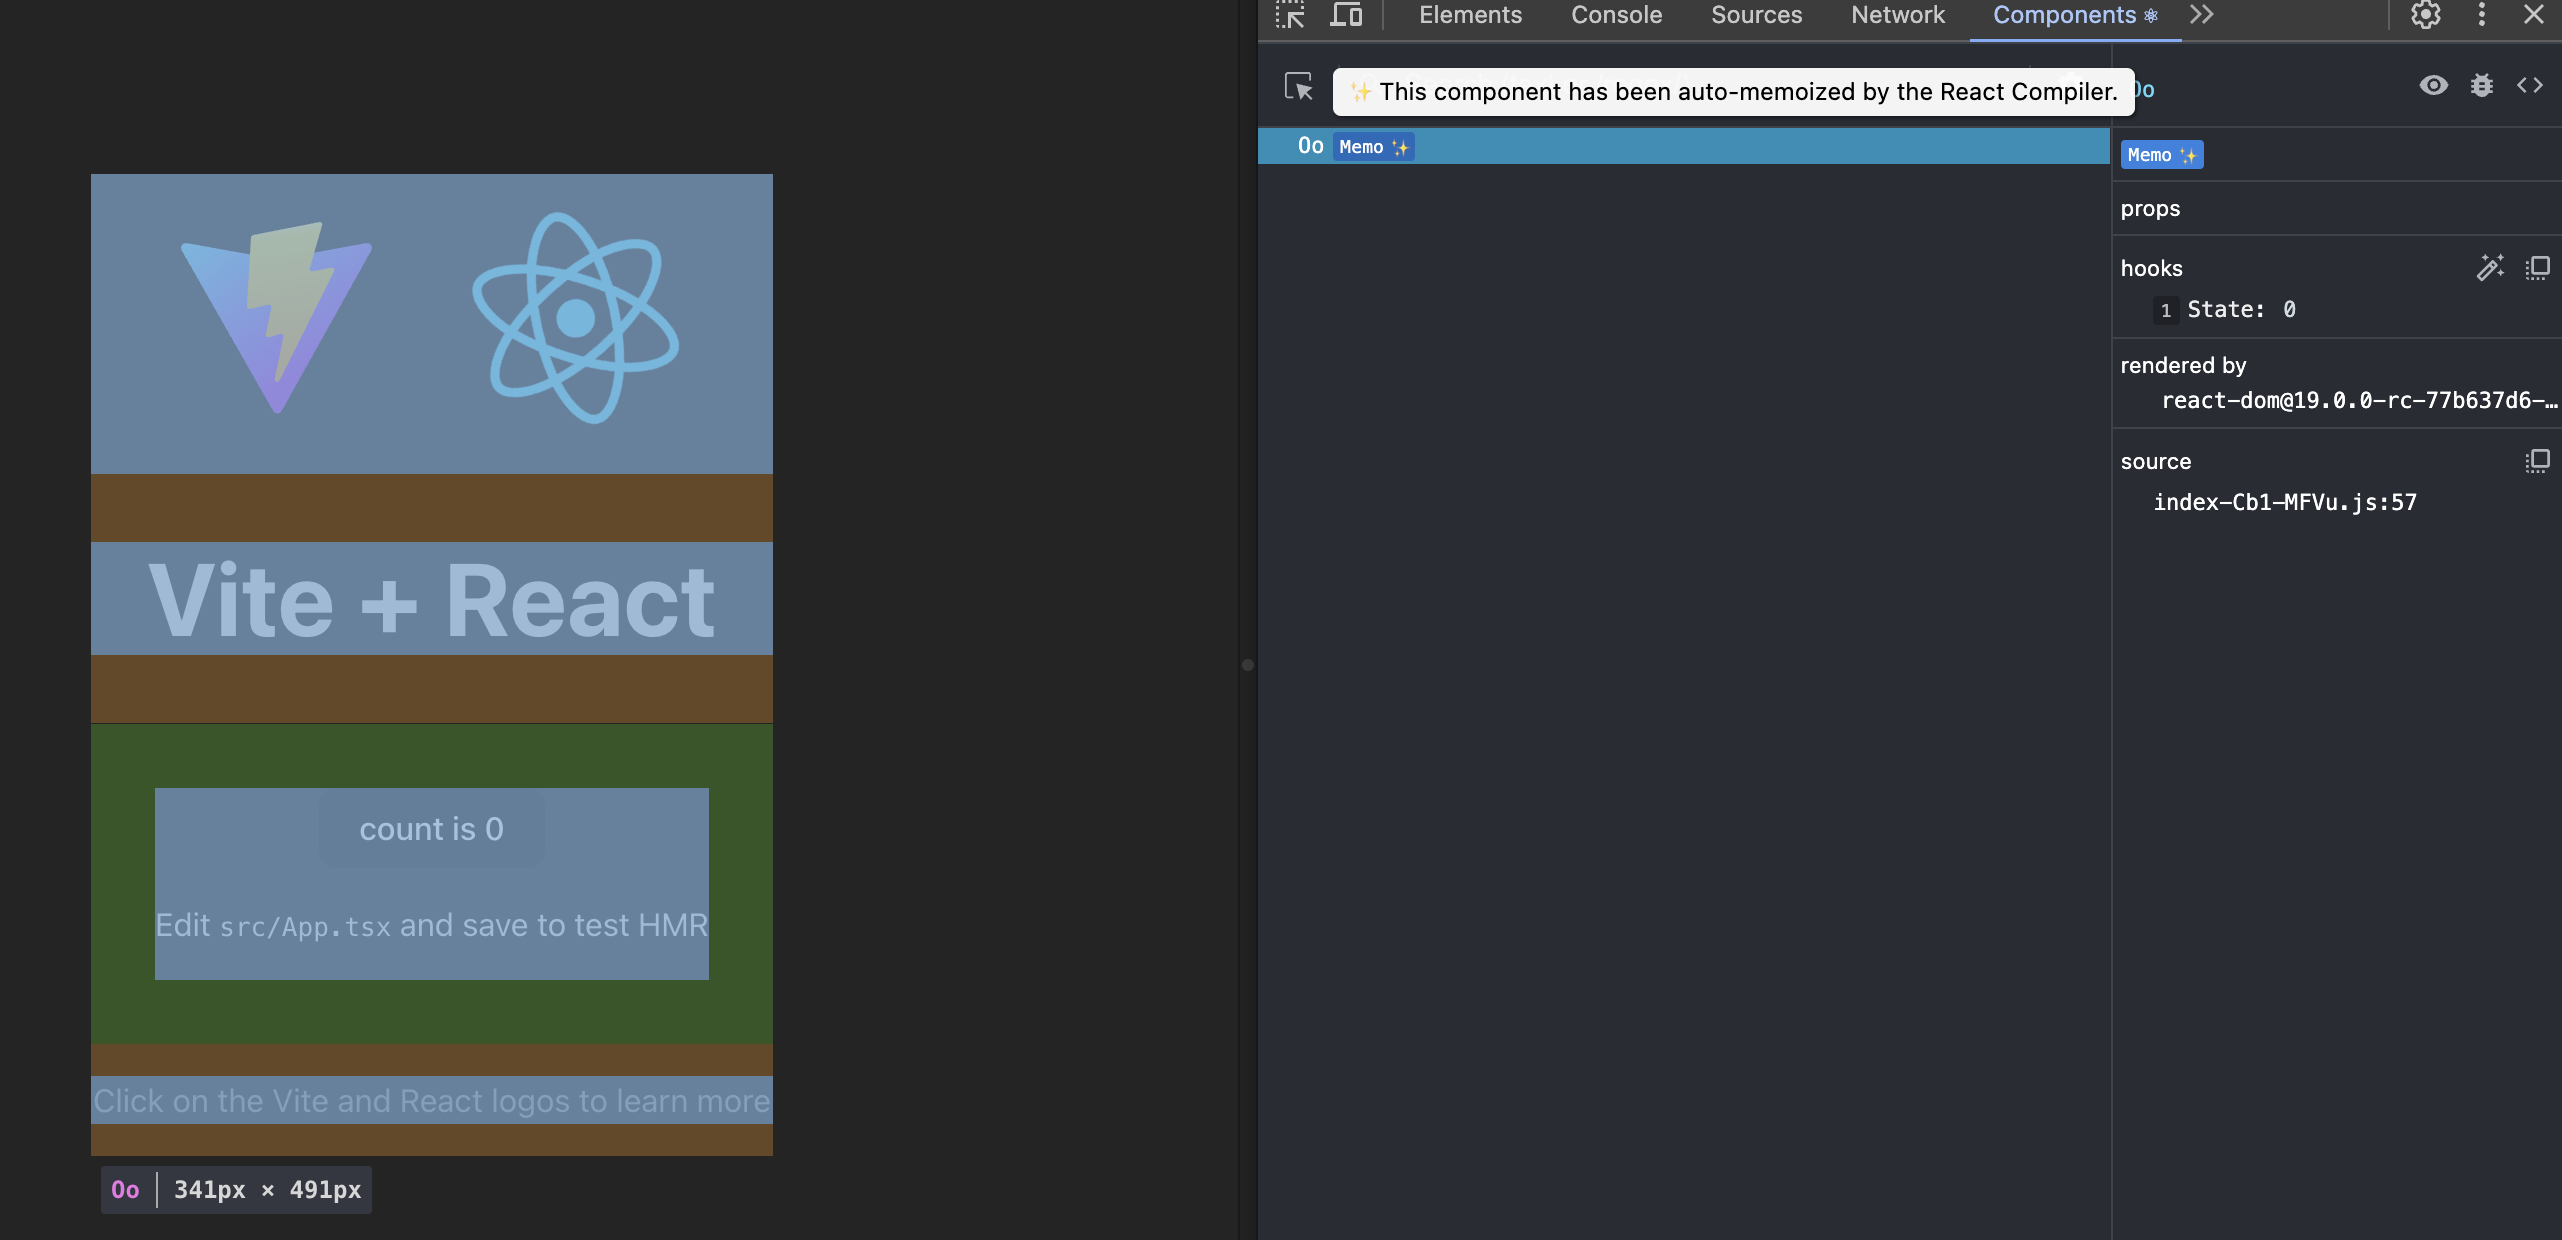 Elements Console Sources Network Components
✨ This component has been auto-memoized by the React Compiler.
Oo Memo ✨
Memo ✨
props
hooks
1 State: 0
rendered by
react-dom@19.0.0-rc-77b637d6-…
source
index-Cb1-MFVu.js:57
Vite + React
count is 0
Edit src/App.tsx and save to test HMR
Click on the Vite and React logos to learn more
Oo 341px × 491px